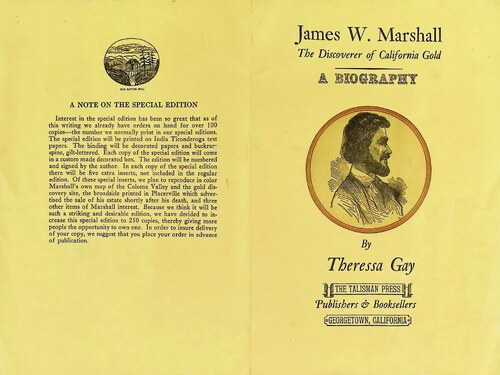 OLD SUTTER MILL
A NOTE ON THE SPECIAL EDITION
Interest in the special edition has been so great that as of
this writing we already have orders on hand for over 100
copies—the number we normally print in our special editions.
The special edition will be printed on India Ticonderoga text
papers. The binding will be decorated papers and buckram
spine, gilt-lettered. Each copy of the special edition will come
in a custom made decorated box. The edition will be numbered
and signed by the author. In each copy of the special edition
there will be five extra inserts, not included in the regular
edition. Of these special inserts, we plan to reproduce in color
Marshall's own map of the Coloma Valley and the gold dis-
covery site, the broadside printed in Placerville which adver-
tised the sale of his estate shortly after his death, and three
other items of Marshall interest. Because we think it will be
such a striking and desirable edition, we have decided to in-
crease this special edition to 250 copies, thereby giving more
people the opportunity to own one. In order to insure delivery
of your copy, we suggest that you place your order in advance
of publication.
James W. Marshall
The Discoverer of California Gold
A BIOGRAPHY
By
Theressa Gay
THE TALISMAN PRESS
Publishers & Booksellers
GEORGETOWN, CALIFORNIA